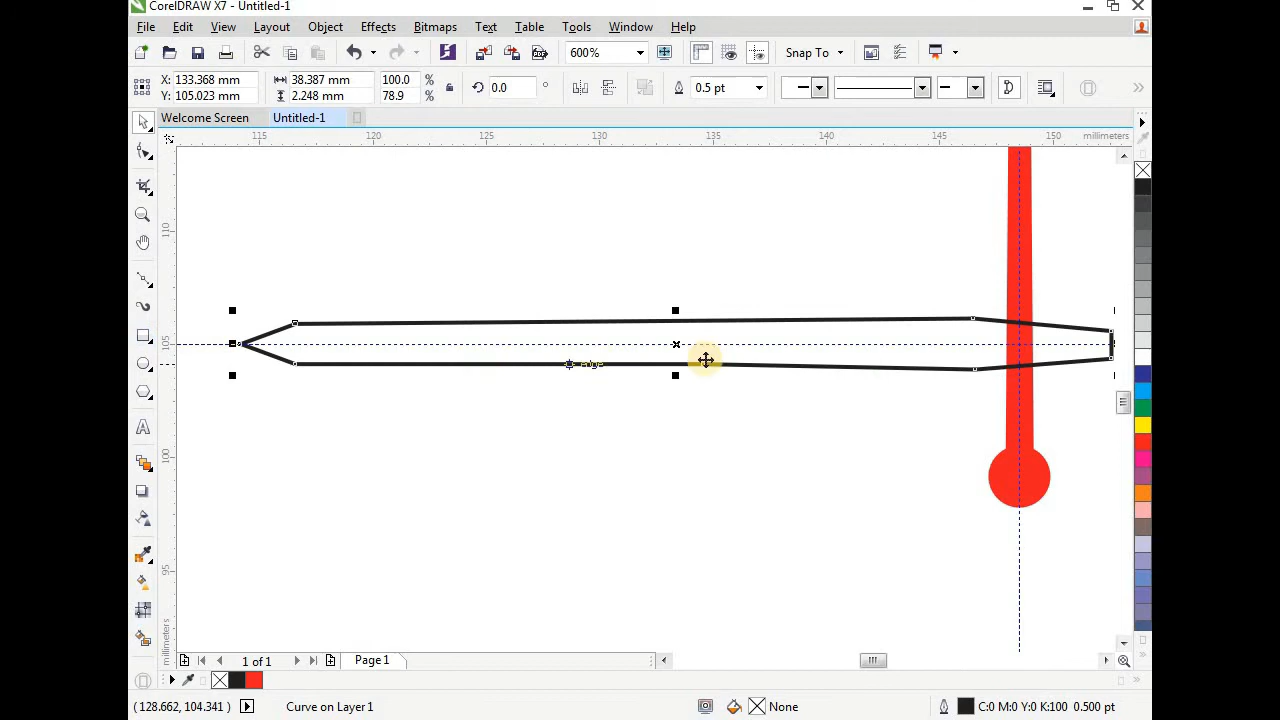 CorelDRAW X7 - Untitled-1
File Edit View Layout Object Effects Bitmaps Text Table Tools Window Help
600% Snap To
X: 133.368 mm 38.387 mm 100.0 % 0.0 ° 0.5 pt
Y: 105.023 mm 2.248 mm 78.9 %
Welcome Screen Untitled-1
115 120 125 130 135 140 145 150 millimeters
110
105
100
95
millimeters
1 of 1 Page 1
( 128.662, 104.341 ) Curve on Layer 1 None C:0 M:0 Y:0 K:100 0.500 pt